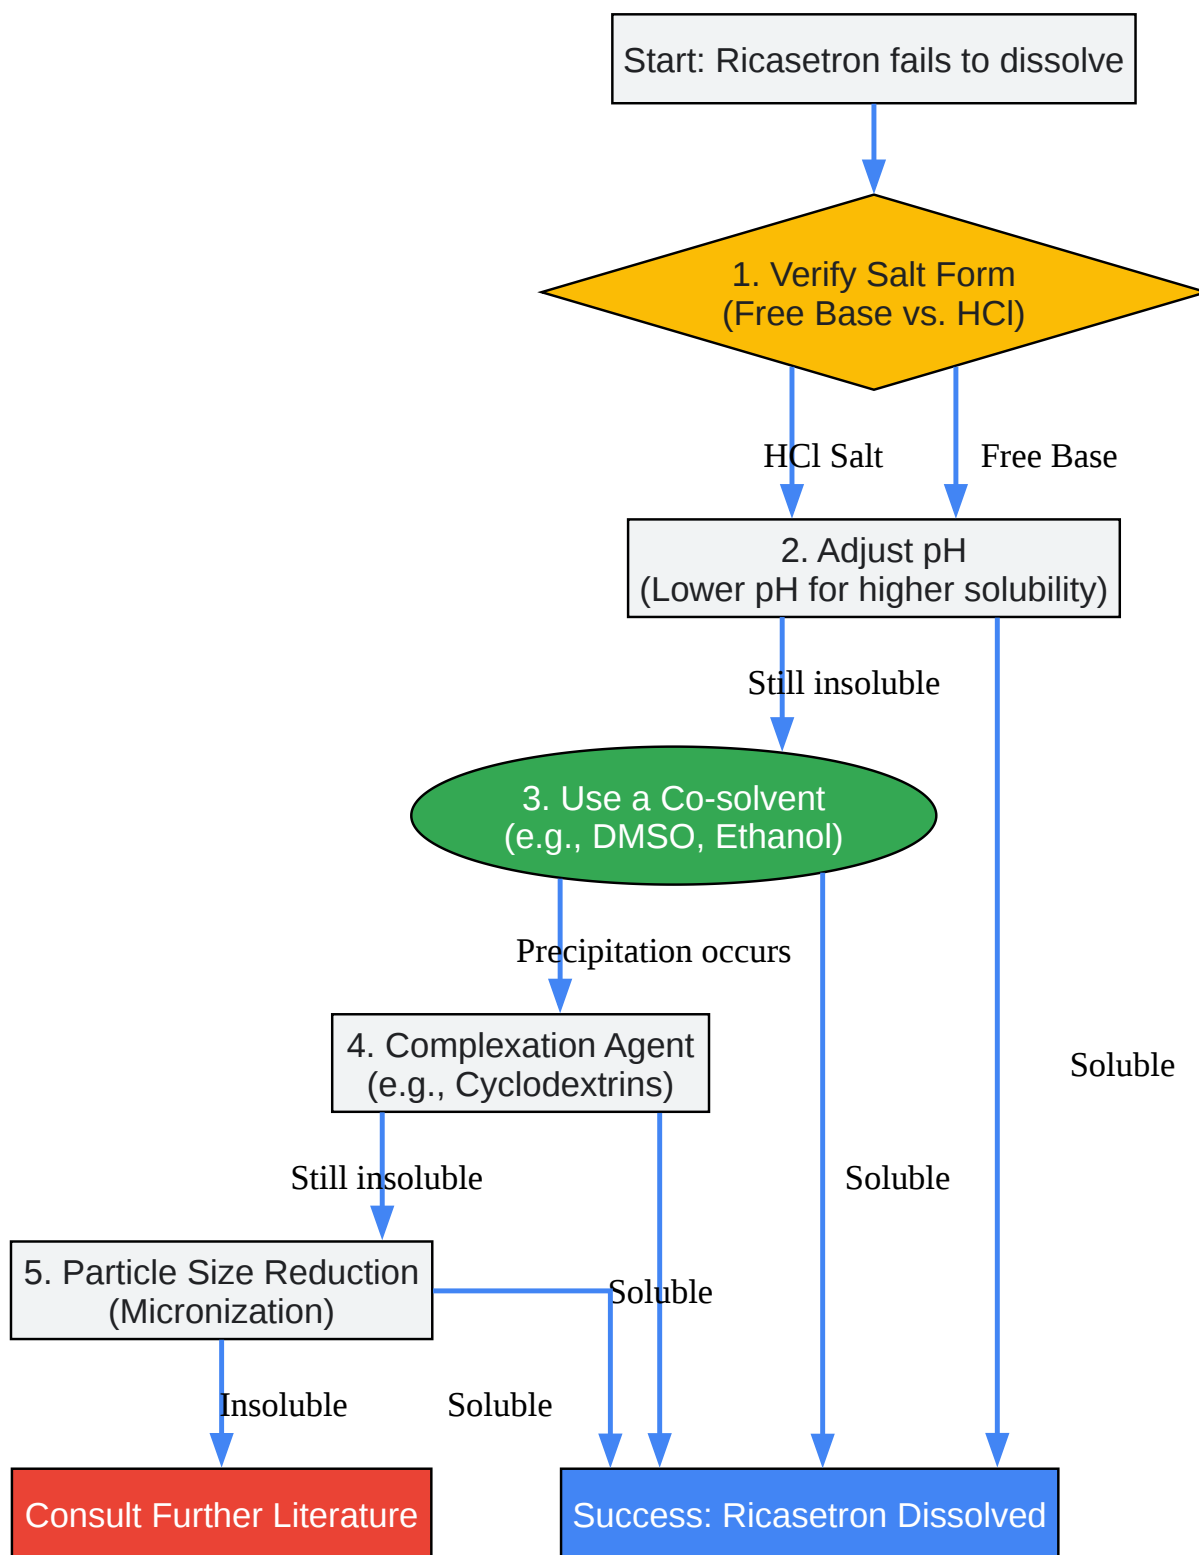 Start: Ricasetron fails to dissolve
1. Verify Salt Form
(Free Base vs. HCl)
HCl Salt
Free Base
2. Adjust pH
(Lower pH for higher solubility)
Still insoluble
3. Use a Co-solvent
(e.g., DMSO, Ethanol)
Precipitation occurs
4. Complexation Agent
(e.g., Cyclodextrins)
Soluble
Still insoluble
Soluble
5. Particle Size Reduction
(Micronization)
Soluble
Insoluble
Soluble
Consult Further Literature
Success: Ricasetron Dissolved